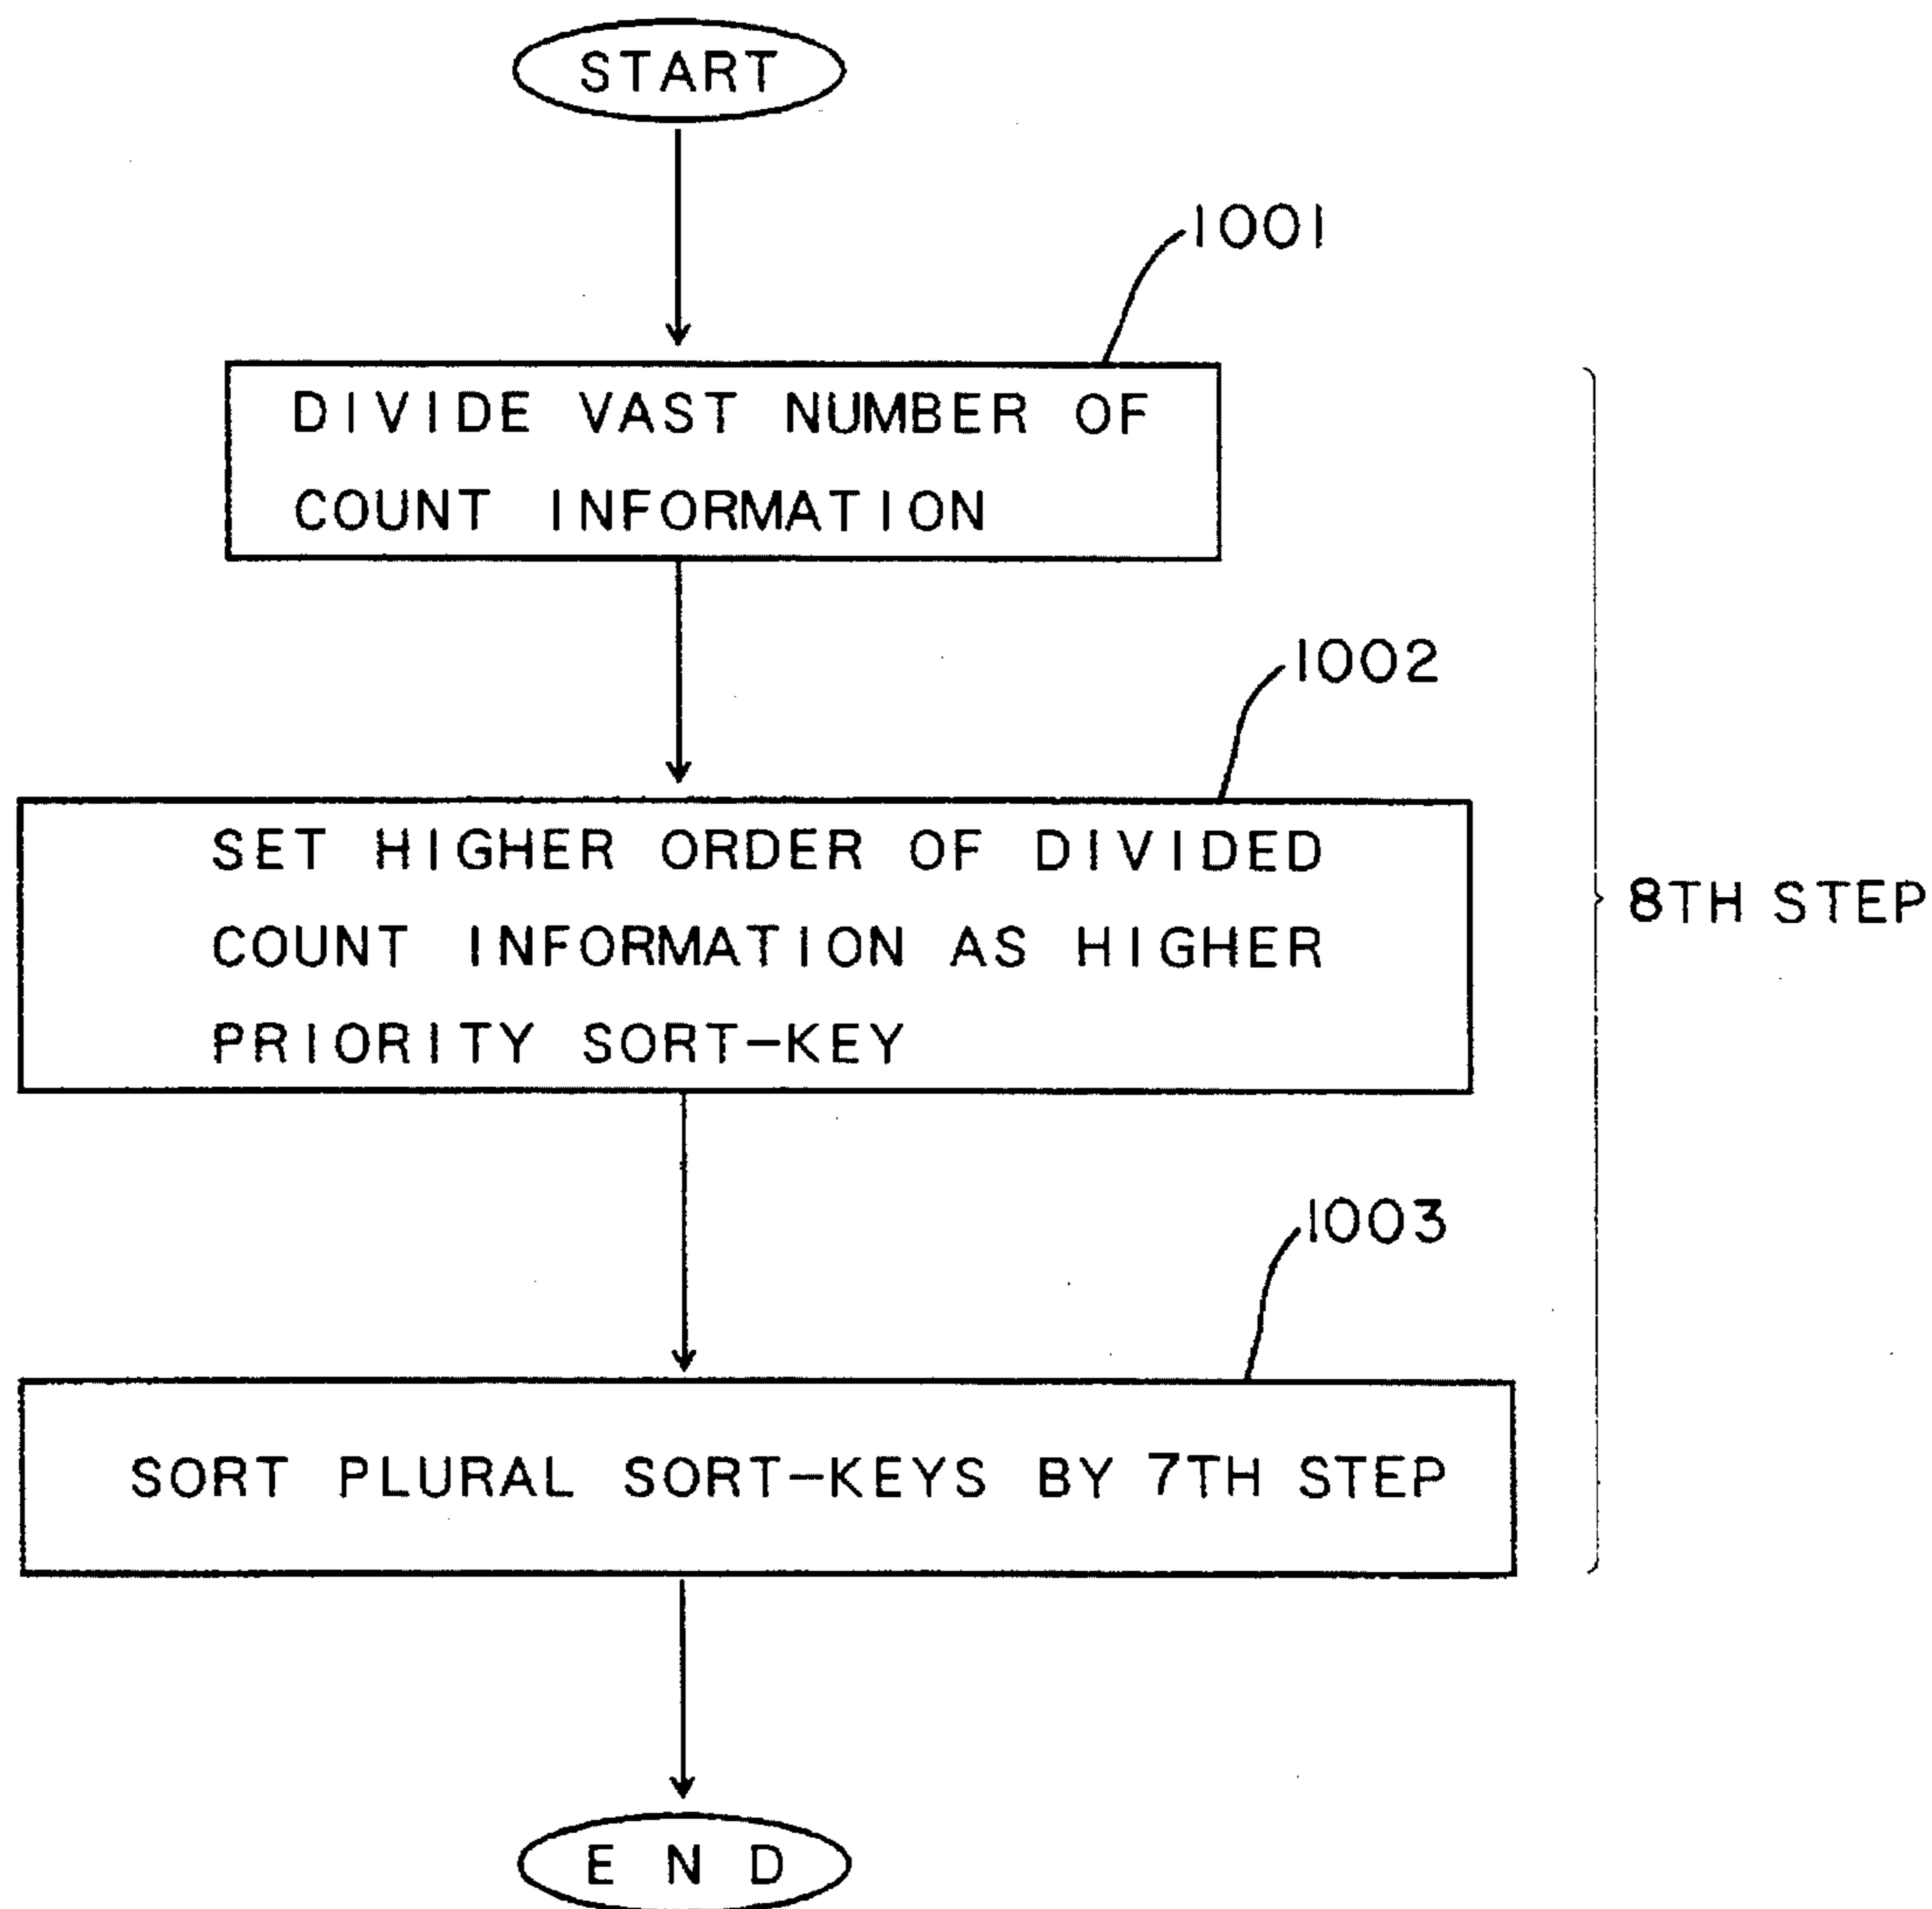 START
1001
DIVIDE VAST NUMBER OF
COUNT INFORMATION
1002
SET HIGHER ORDER OF DIVIDED
COUNT INFORMATION AS HIGHER
PRIORITY SORT-KEY
8TH STEP
1003
SORT PLURAL SORT-KEYS BY 7TH STEP
END